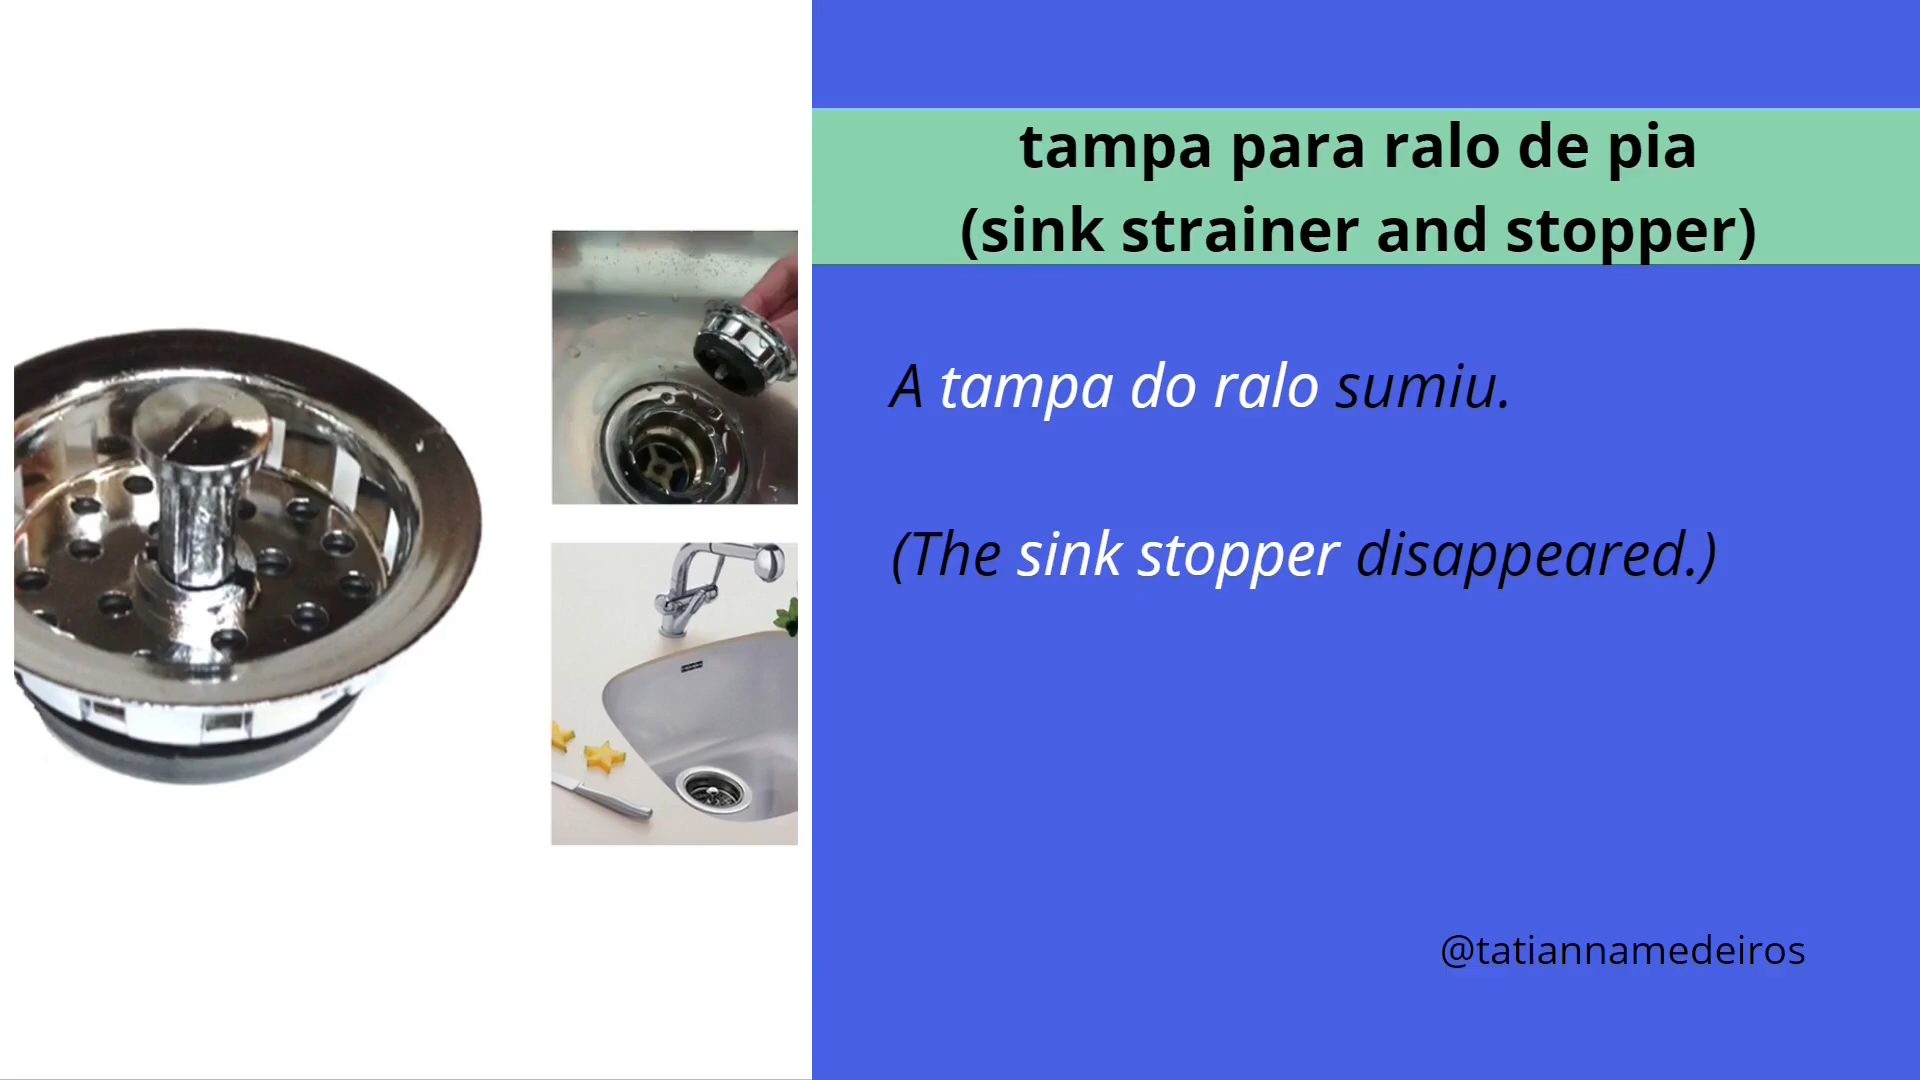 tampa para ralo de pia
(sink strainer and stopper)
A tampa do ralo sumiu.
(The sink stopper disappeared.)
@tatiannamedeiros